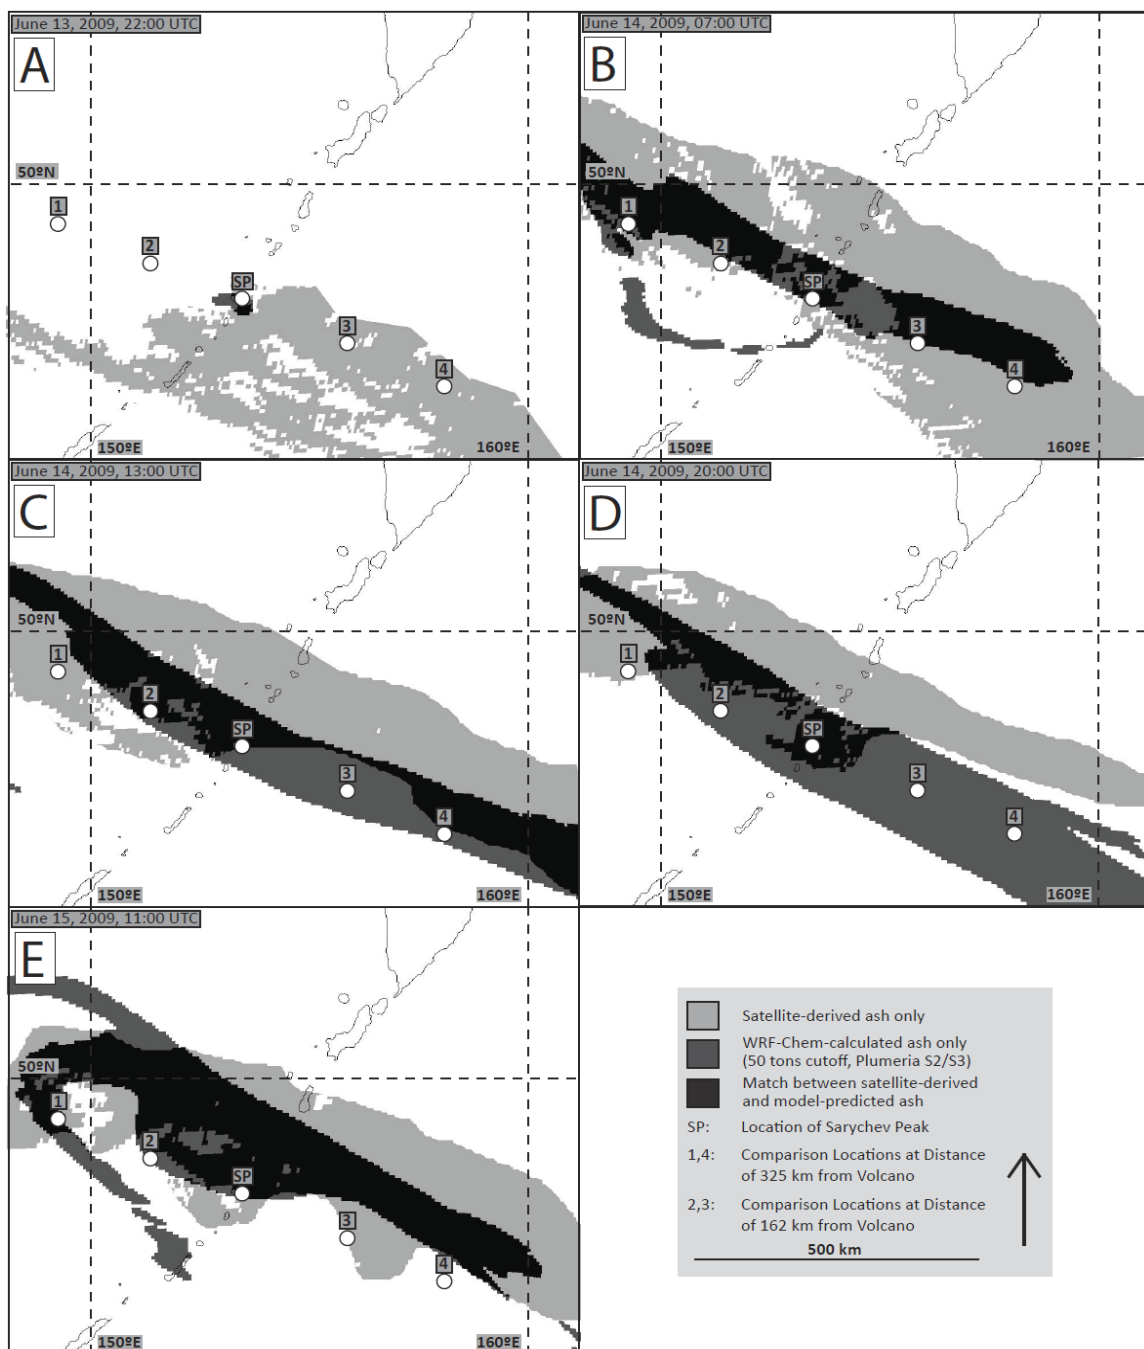 June 13, 2009, 22:00 UTC
A
50ºN
1
2
SP
3
4
150ºE
160ºE
June 14, 2009, 07:00 UTC
B
50ºN
1
2
SP
3
4
150ºE
160ºE
June 14, 2009, 13:00 UTC
C
50ºN
1
2
SP
3
4
150ºE
160ºE
June 14, 2009, 20:00 UTC
D
50ºN
1
2
SP
3
4
150ºE
160ºE
June 15, 2009, 11:00 UTC
E
50ºN
1
2
SP
3
4
150ºE
160ºE
Satellite-derived ash only
WRF-Chem-calculated ash only
(50 tons cutoff, Plumeria S2/S3)
Match between satellite-derived
and model-predicted ash
SP: Location of Sarychev Peak
1,4: Comparison Locations at Distance
of 325 km from Volcano
2,3: Comparison Locations at Distance
of 162 km from Volcano
500 km